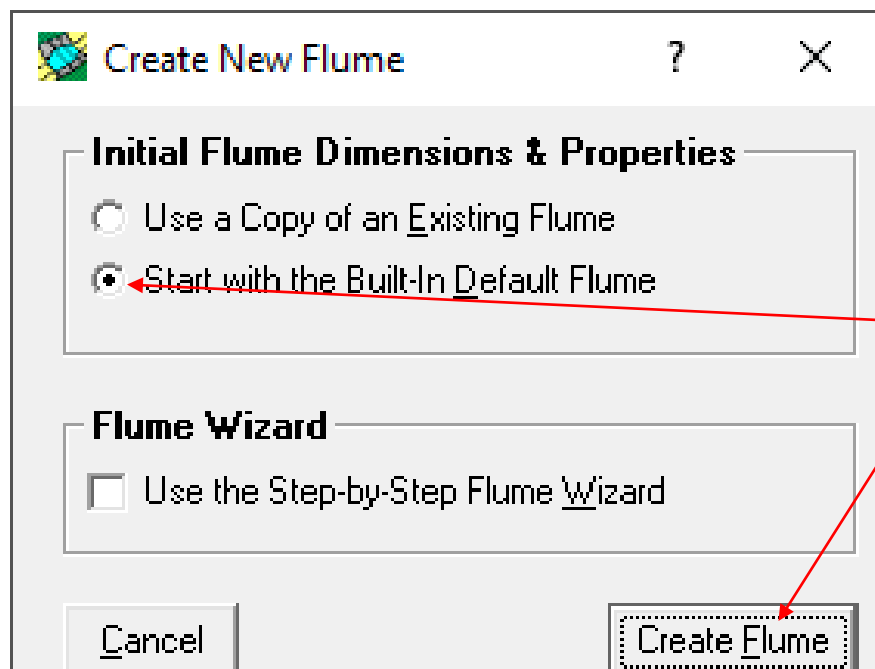 Create New Flume
Initial Flume Dimensions & Properties
Use a Copy of an Existing Flume
Start with the Built-In Default Flume
Flume Wizard
Use the Step-by-Step Flume Wizard
Cancel
Create Flume